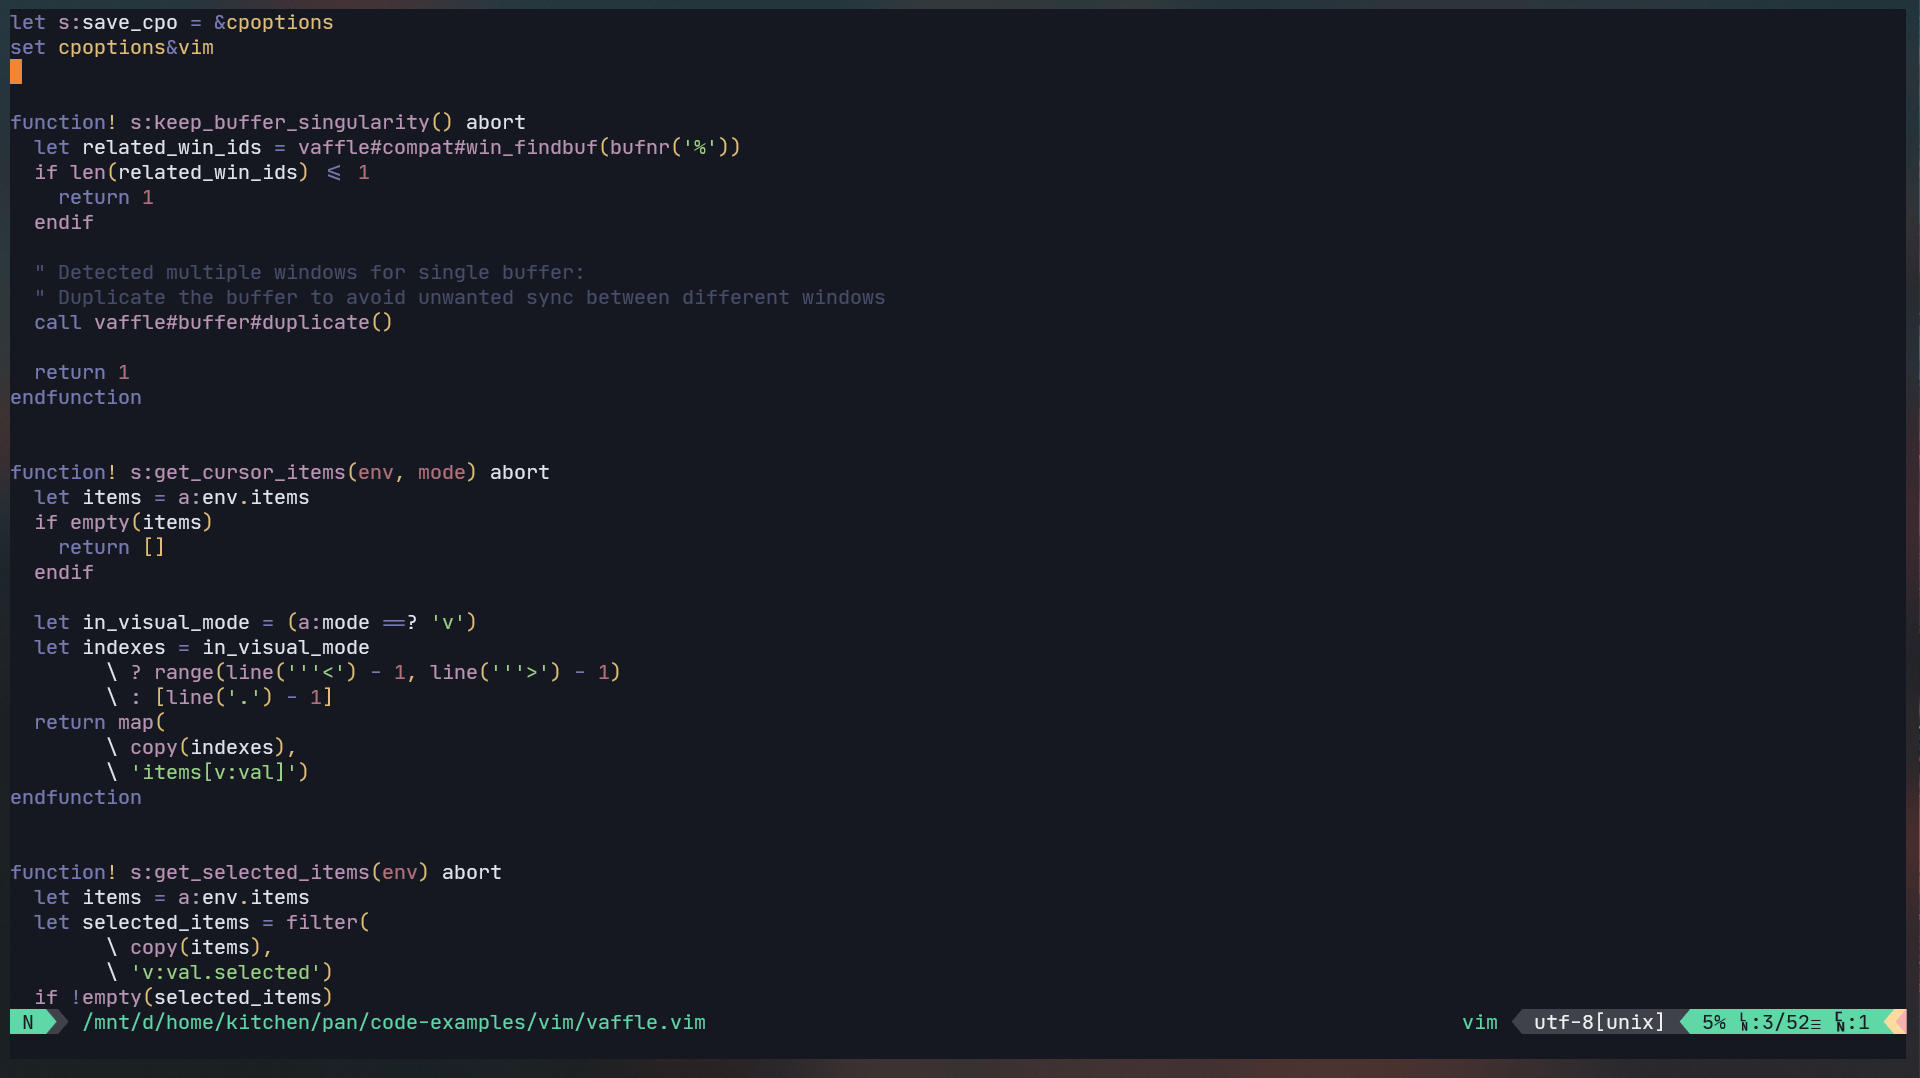 let s:save_cpo = &cpoptions
set cpoptions&vim

function! s:keep_buffer_singularity() abort
  let related_win_ids = vaffle#compat#win_findbuf(bufnr('%'))
  if len(related_win_ids) <= 1
    return 1
  endif

  " Detected multiple windows for single buffer:
  " Duplicate the buffer to avoid unwanted sync between different windows
  call vaffle#buffer#duplicate()

  return 1
endfunction

function! s:get_cursor_items(env, mode) abort
  let items = a:env.items
  if empty(items)
    return []
  endif

  let in_visual_mode = (a:mode ==? 'v')
  let indexes = in_visual_mode
        \ ? range(line('''<') - 1, line('''>') - 1)
        \ : [line('.') - 1]
  return map(
        \ copy(indexes),
        \ 'items[v:val]')
endfunction

function! s:get_selected_items(env) abort
  let items = a:env.items
  let selected_items = filter(
        \ copy(items),
        \ 'v:val.selected')
  if !empty(selected_items)
N /mnt/d/home/kitchen/pan/code-examples/vim/vaffle.vim vim utf-8[unix] 5% ␊:3/52≡ ℅:1